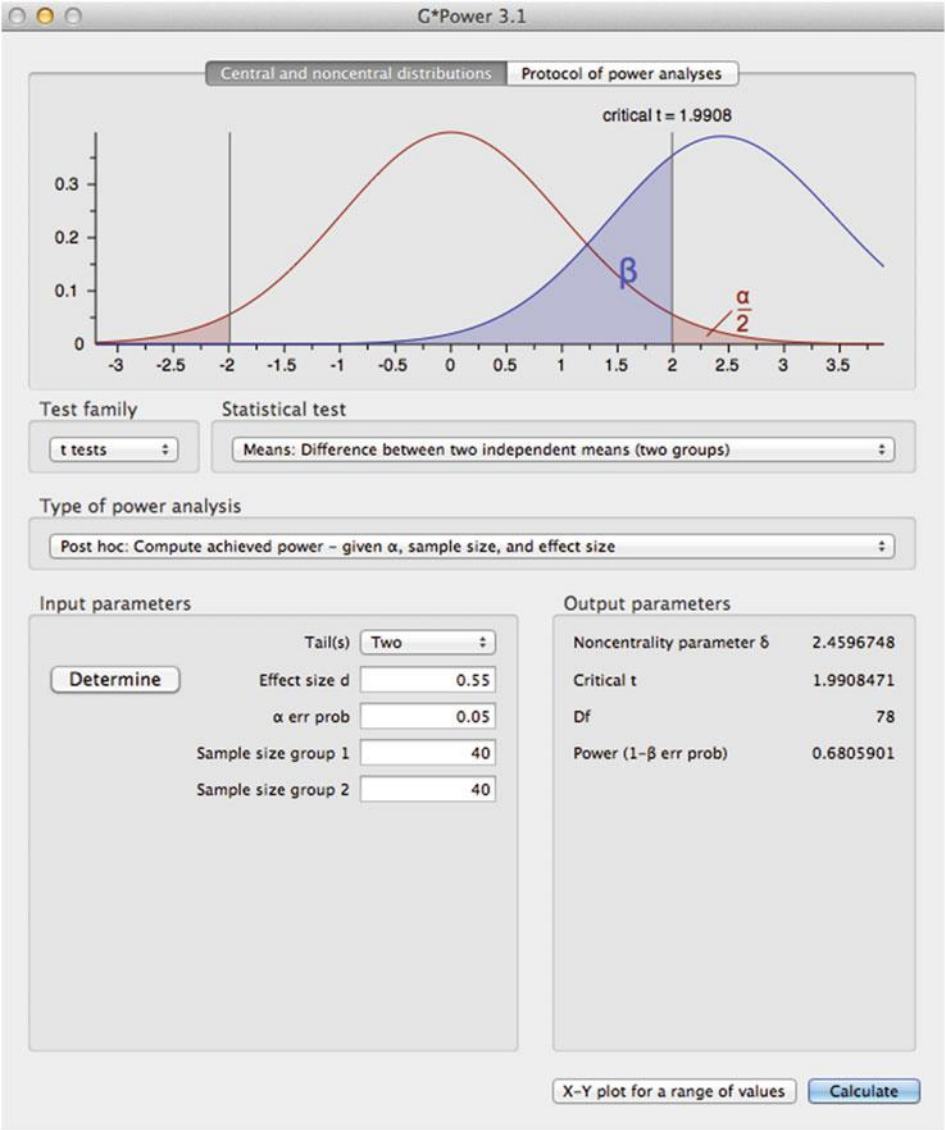 G*Power 3.1
Central and noncentral distributions Protocol of power analyses
critical t = 1.9908
0.3
0.2
0.1
0
β
α
2
-3 -2.5 -2 -1.5 -1 -0.5 0 0.5 1 1.5 2 2.5 3 3.5
Test family Statistical test
t tests Means: Difference between two independent means (two groups)
Type of power analysis
Post hoc: Compute achieved power – given α, sample size, and effect size
Input parameters
Tail(s) Two
Determine Effect size d 0.55
α err prob 0.05
Sample size group 1 40
Sample size group 2 40
Output parameters
Noncentrality parameter δ 2.4596748
Critical t 1.9908471
Df 78
Power (1–β err prob) 0.6805901
X–Y plot for a range of values Calculate